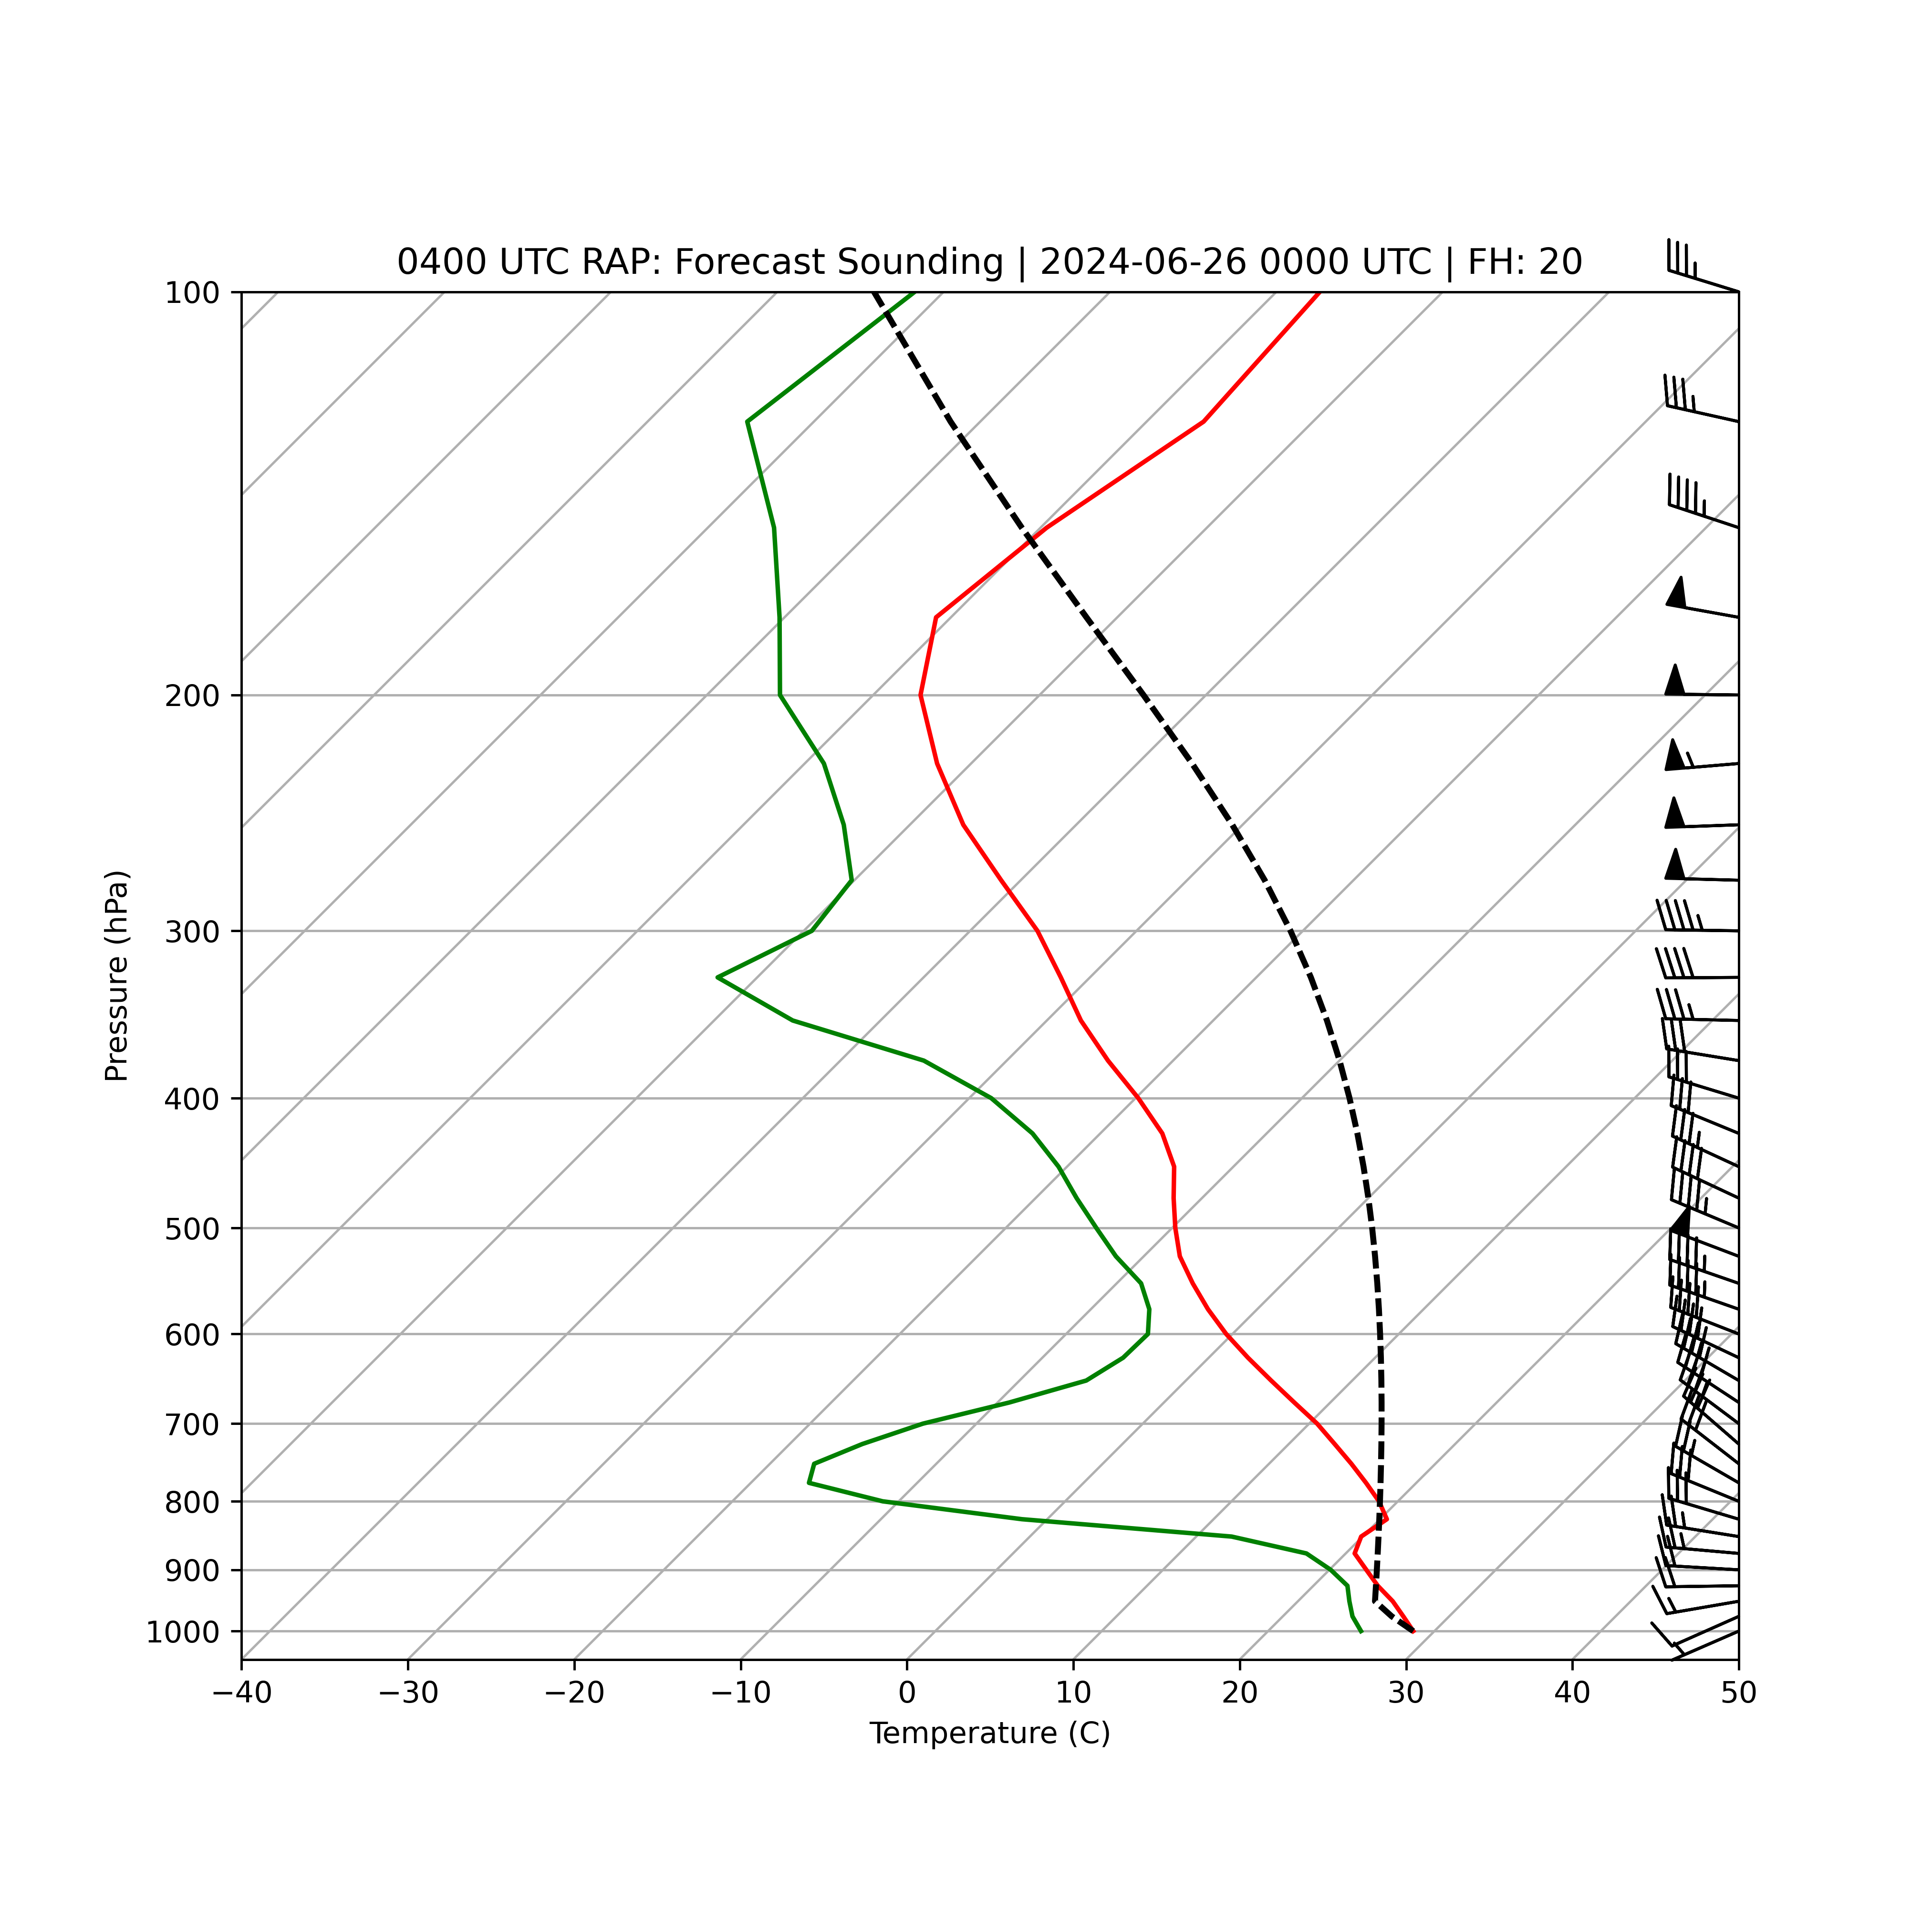 0400 UTC RAP: Forecast Sounding | 2024-06-26 0000 UTC | FH: 20
100
200
300
400
500
600
700
800
900
1000
Pressure (hPa)
−40 −30 −20 −10 0 10 20 30 40 50
Temperature (C)